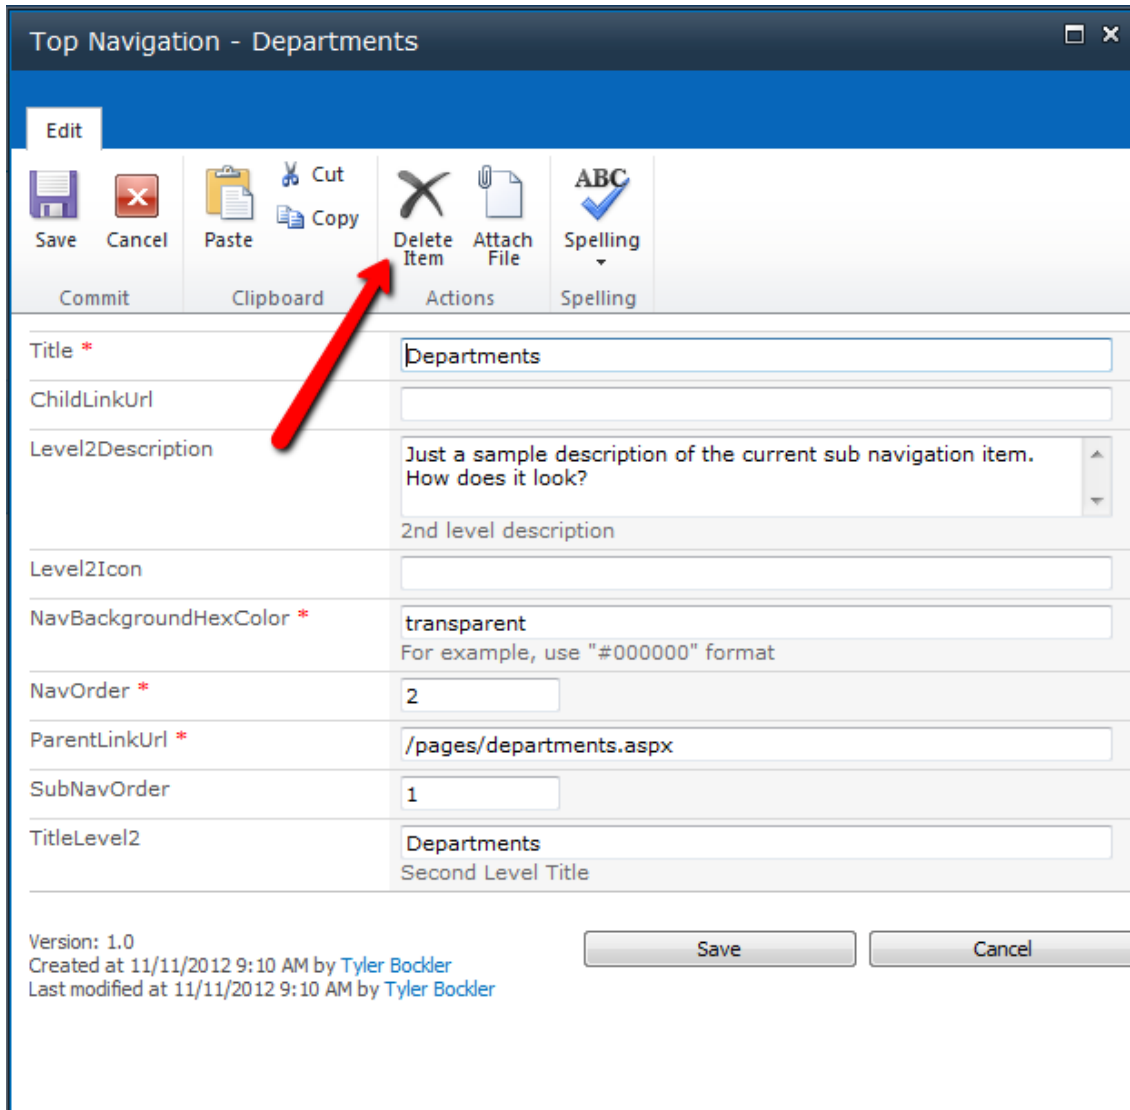 Top Navigation - Departments
Edit
Save
Cancel
Paste
Cut
Copy
Delete
Item
Attach
File
ABC
Spelling
Commit
Clipboard
Actions
Spelling
Title *
Departments
ChildLinkUrl
Level2Description
Just a sample description of the current sub navigation item.
How does it look?
2nd level description
Level2Icon
NavBackgroundHexColor *
transparent
For example, use "#000000" format
NavOrder *
2
ParentLinkUrl *
/pages/departments.aspx
SubNavOrder
1
TitleLevel2
Departments
Second Level Title
Version: 1.0
Created at 11/11/2012 9:10 AM by Tyler Bockler
Last modified at 11/11/2012 9:10 AM by Tyler Bockler
Save
Cancel